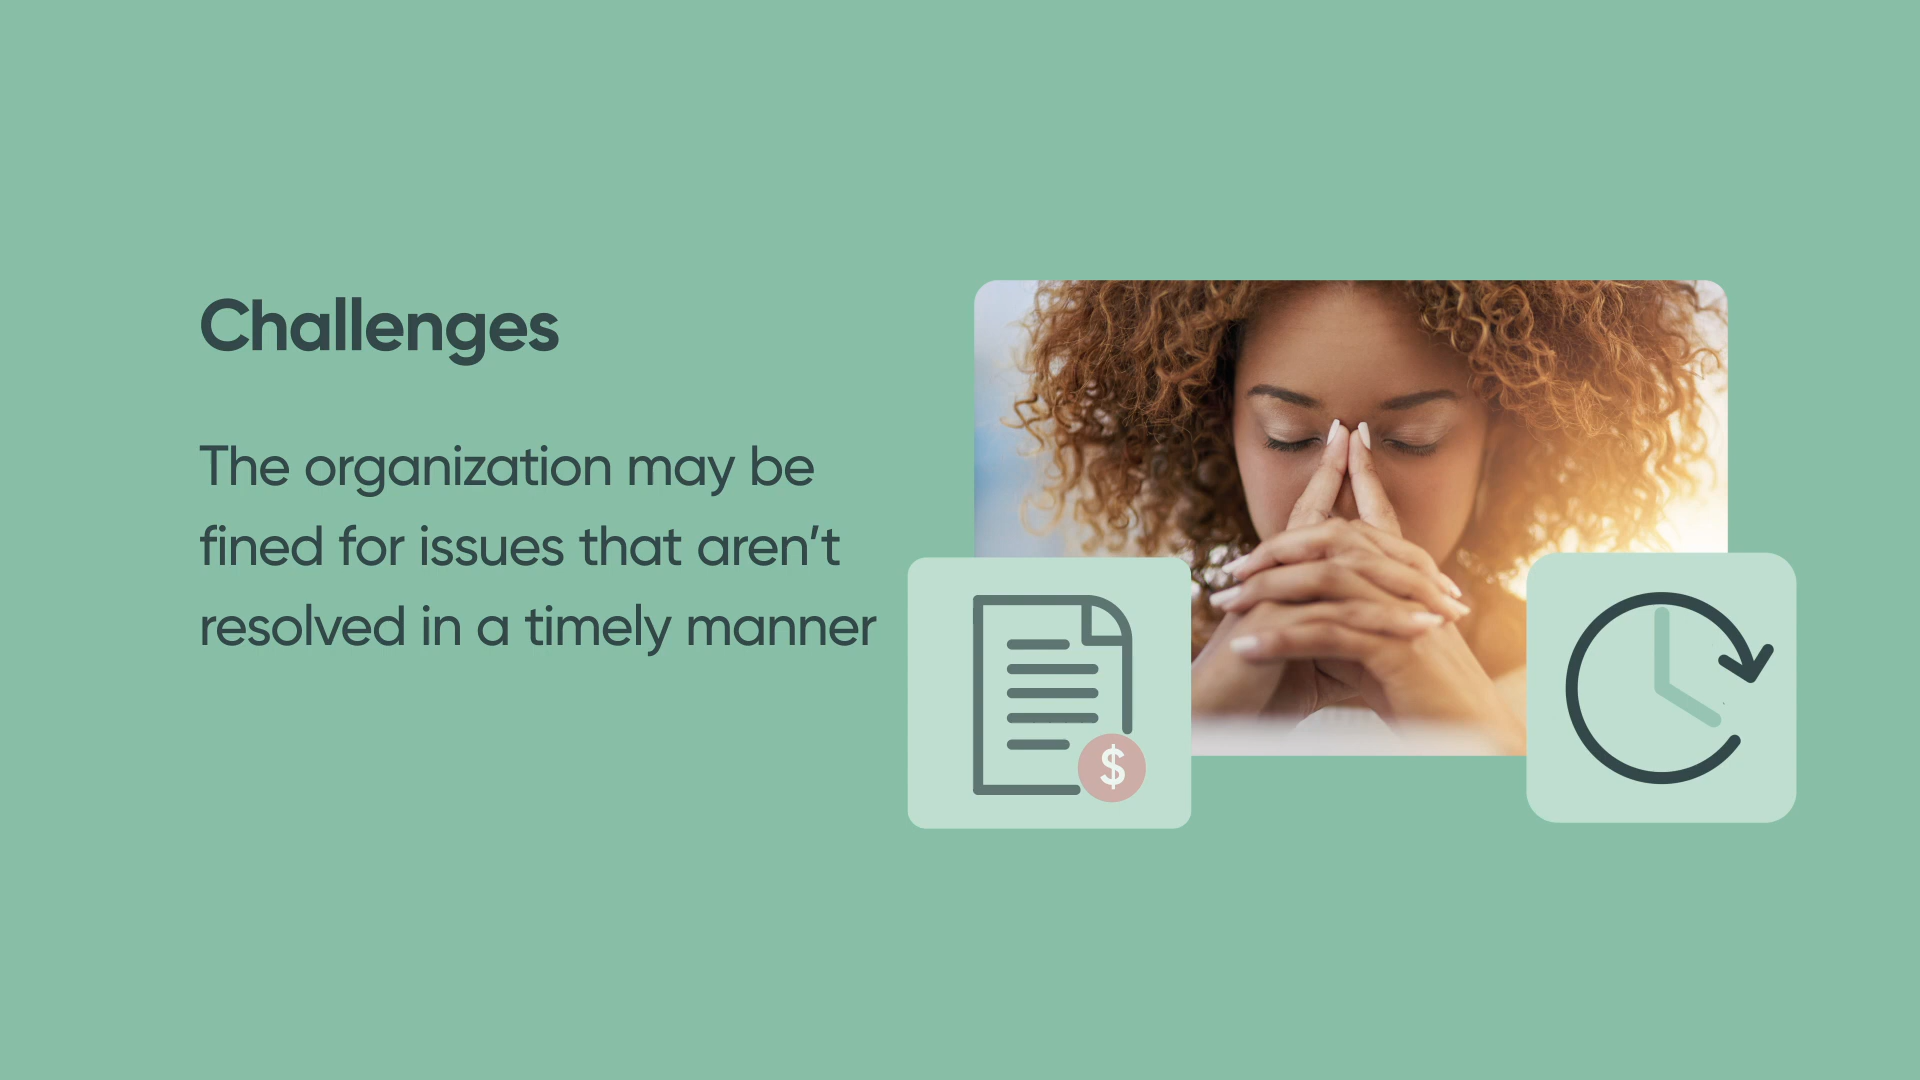 Challenges
The organization may be
fined for issues that aren’t
resolved in a timely manner
$